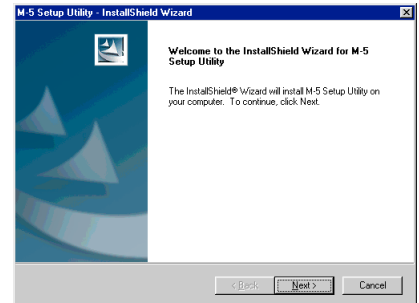 M-5 Setup Utility - InstallShield Wizard
Welcome to the InstallShield Wizard for M-5
Setup Utility
The InstallShield® Wizard will install M-5 Setup Utility on
your computer. To continue, click Next.
< Back
Next >
Cancel